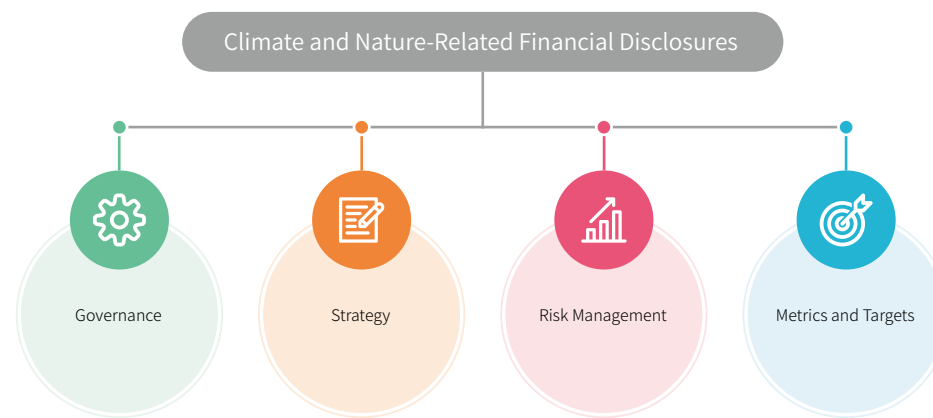 Climate and Nature-Related Financial Disclosures
Governance
Strategy
Risk Management
Metrics and Targets